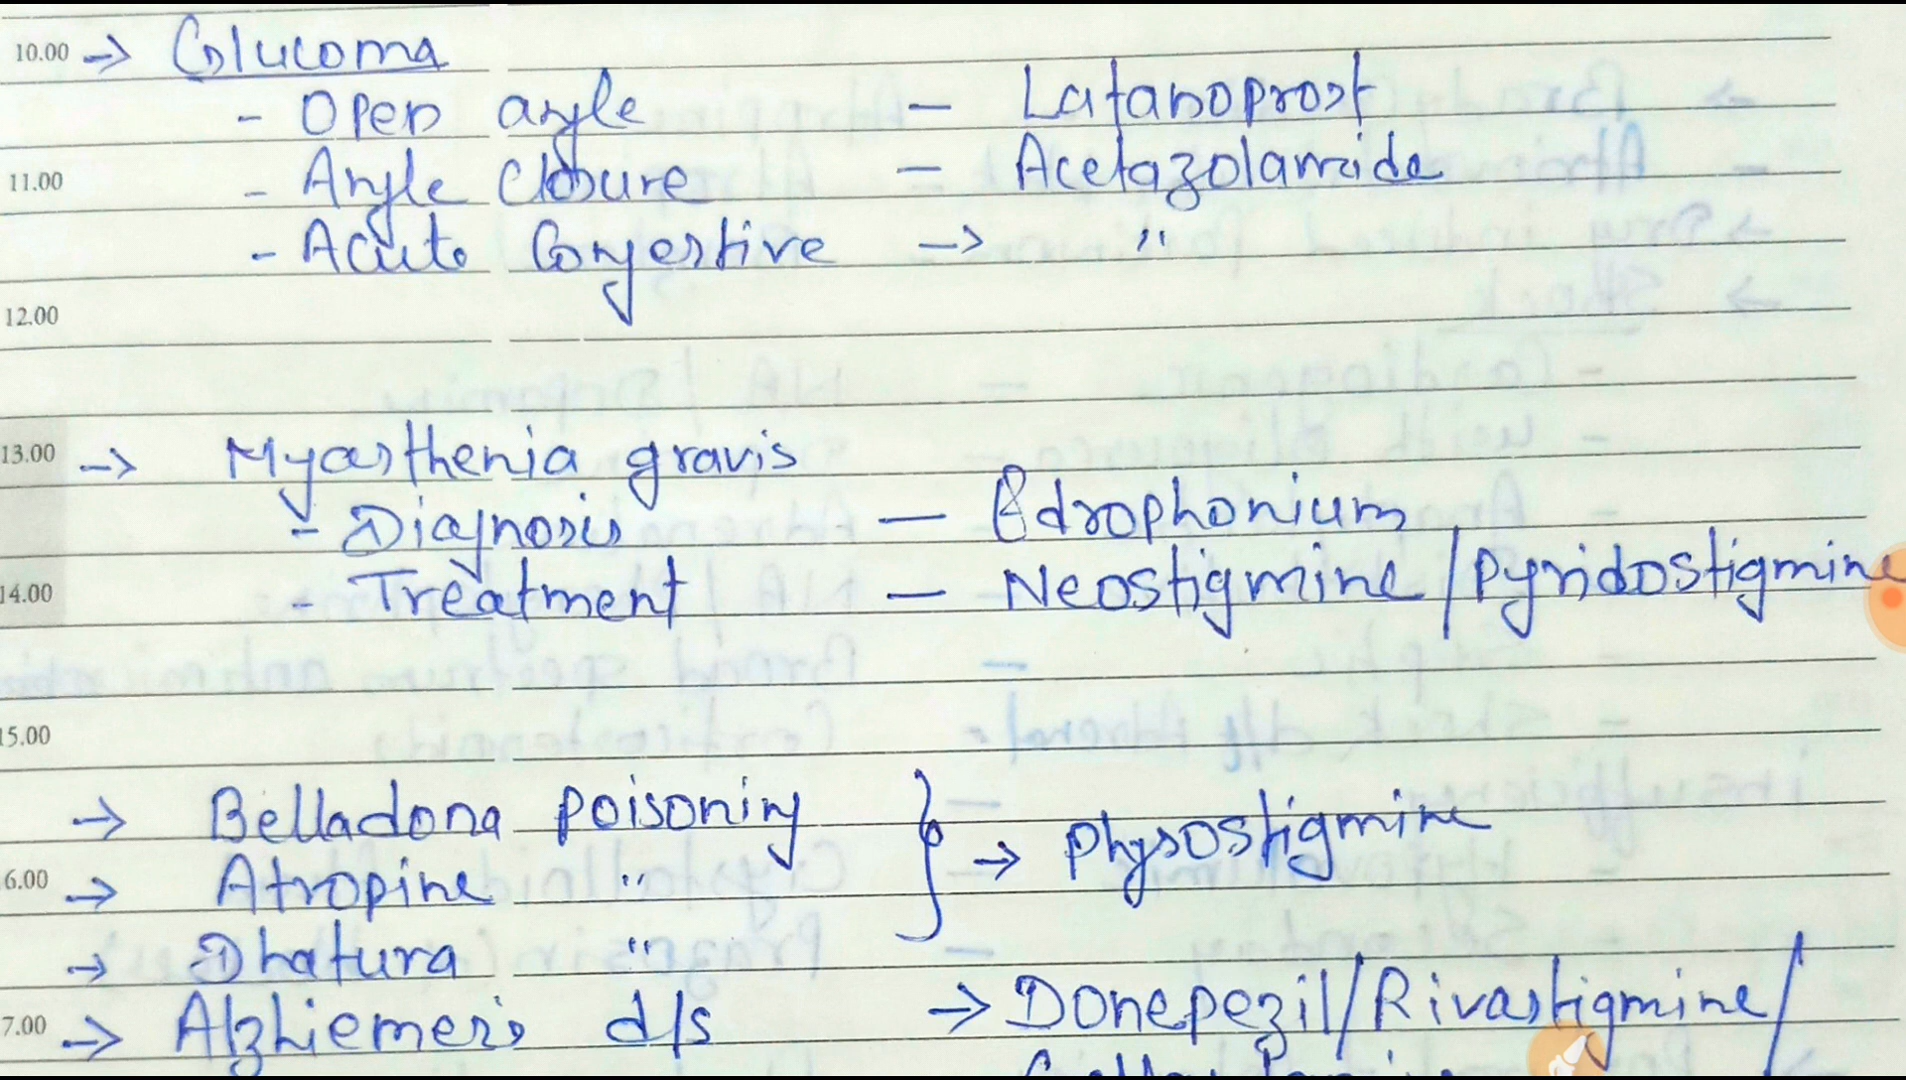 10.00 → Glucoma
- Open angle — Latanoprost
11.00 - Angle closure — Acetazolamide
- Acute Congestive → "
12.00
13.00 → Myasthenia gravis
- Diagnosis — Edrophonium
14.00 - Treatment — Neostigmine / Pyridostigmine
15.00
→ Belladona poisoning
6.00 → Atropine " } → Physostigmine
→ Dhatura "
7.00 → Alzhiemer's d/s → Donepezil/Rivastigmine/